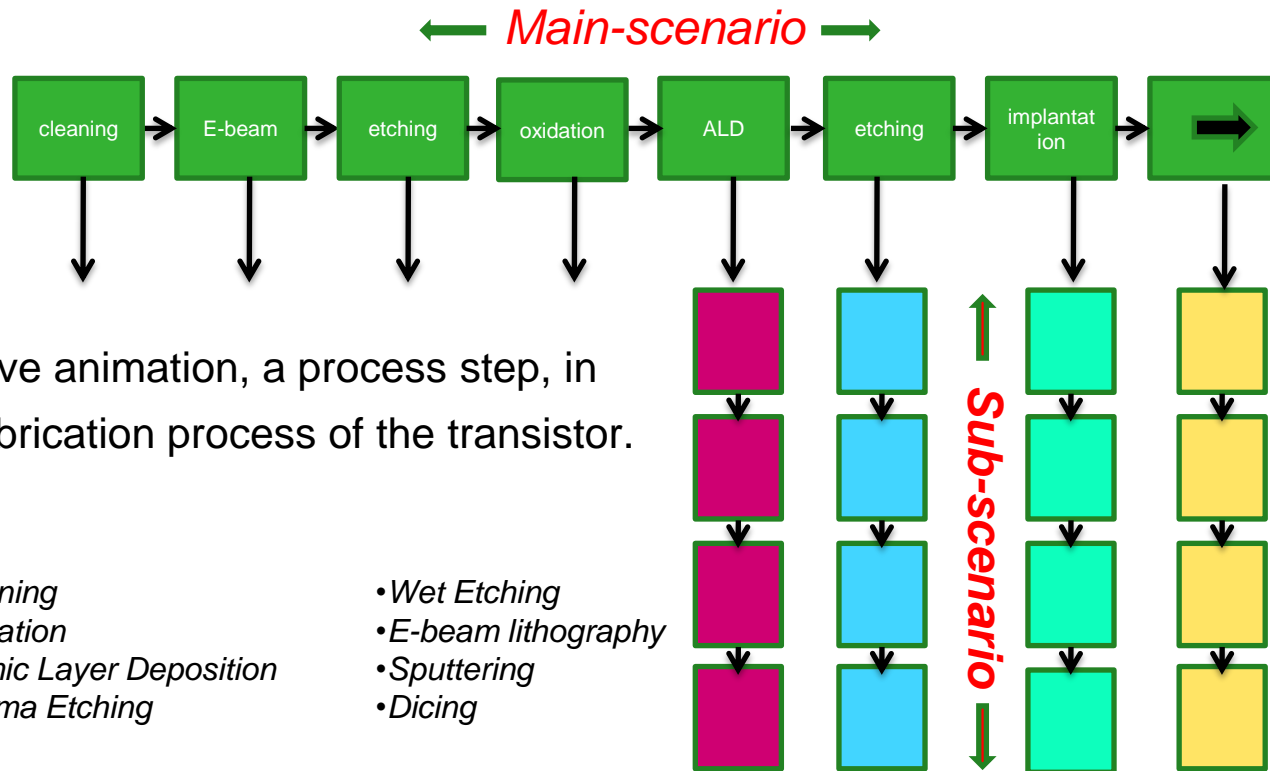 Main-scenario
cleaning
E-beam
etching
oxidation
ALD
etching
implantat
ion
ve animation, a process step, in
brication process of the transistor.
ning
ation
nic Layer Deposition
ma Etching
•Wet Etching
•E-beam lithography
•Sputtering
•Dicing
Sub-scenario